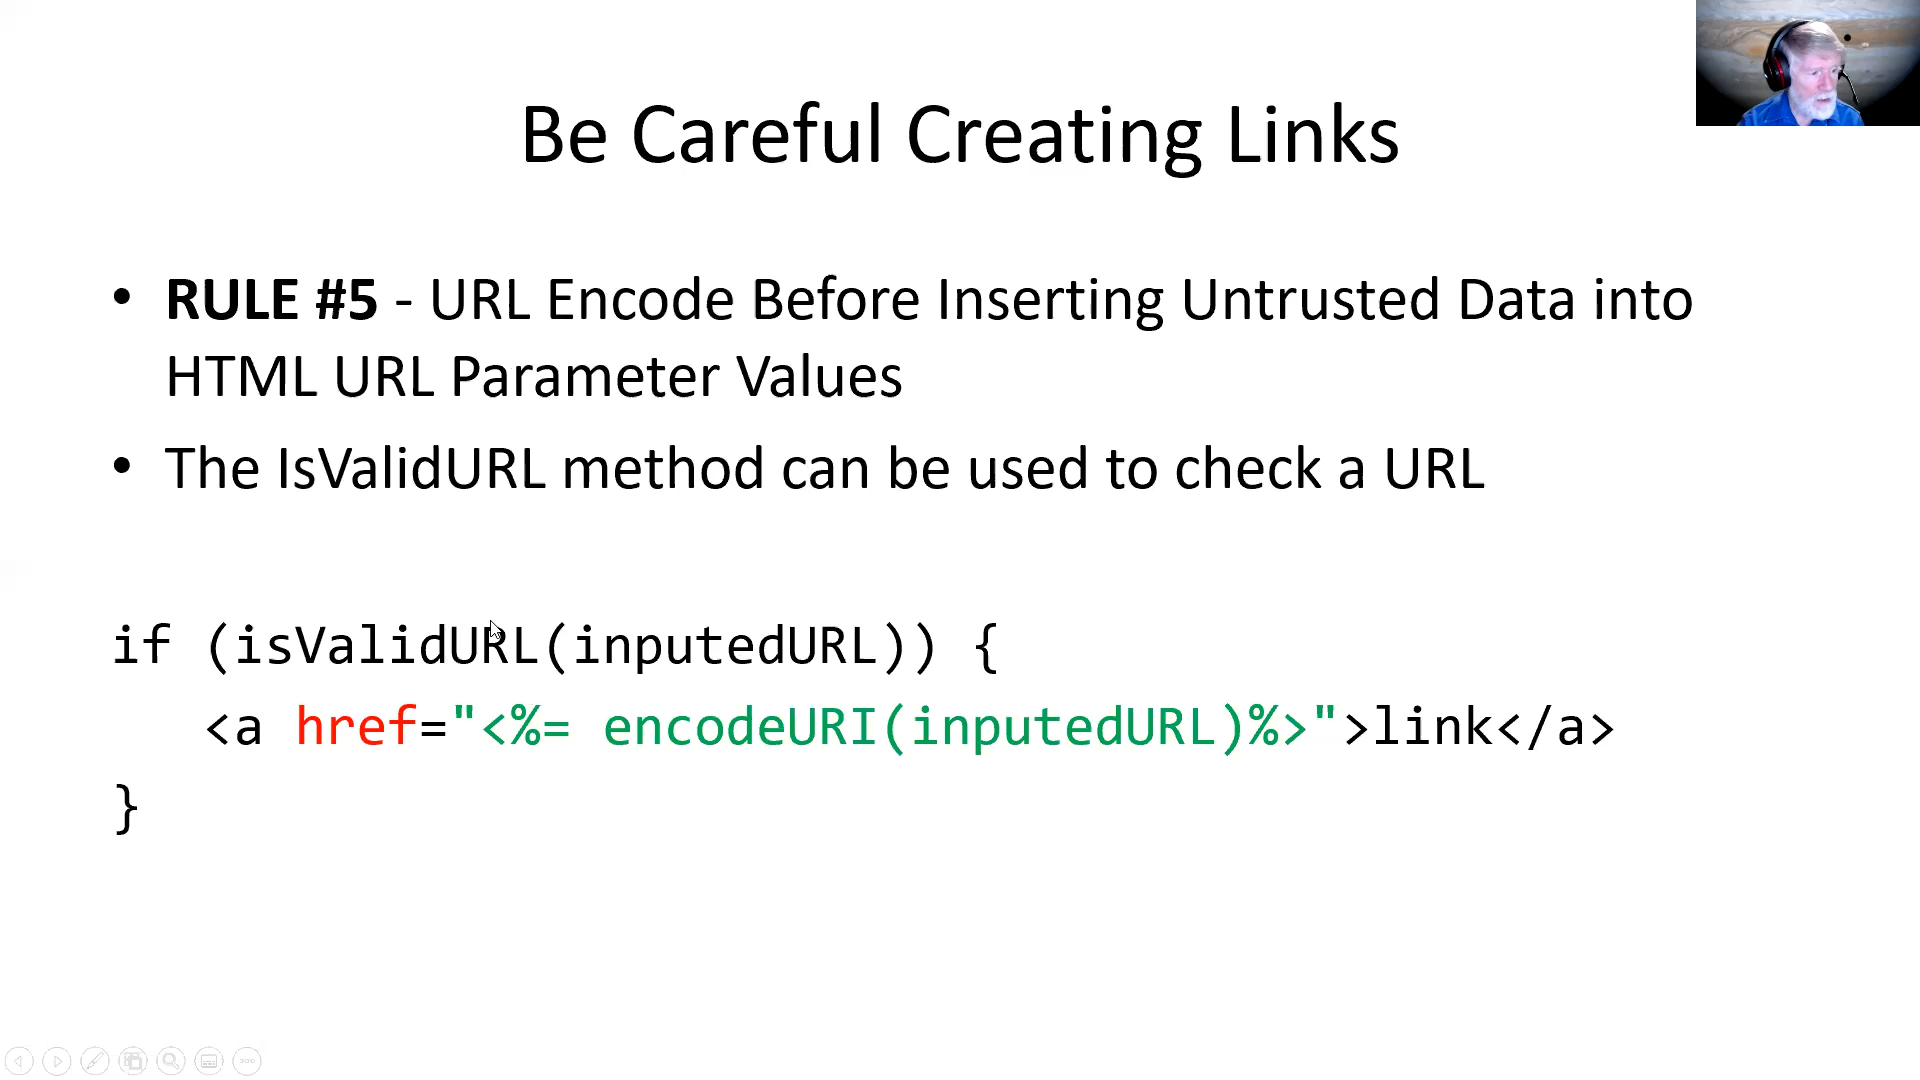 Be Careful Creating Links
• RULE #5 - URL Encode Before Inserting Untrusted Data into
HTML URL Parameter Values
• The IsValidURL method can be used to check a URL
if (isValidURL(inputedURL)) {
<a href="<%= encodeURI(inputedURL)%>">link</a>
}